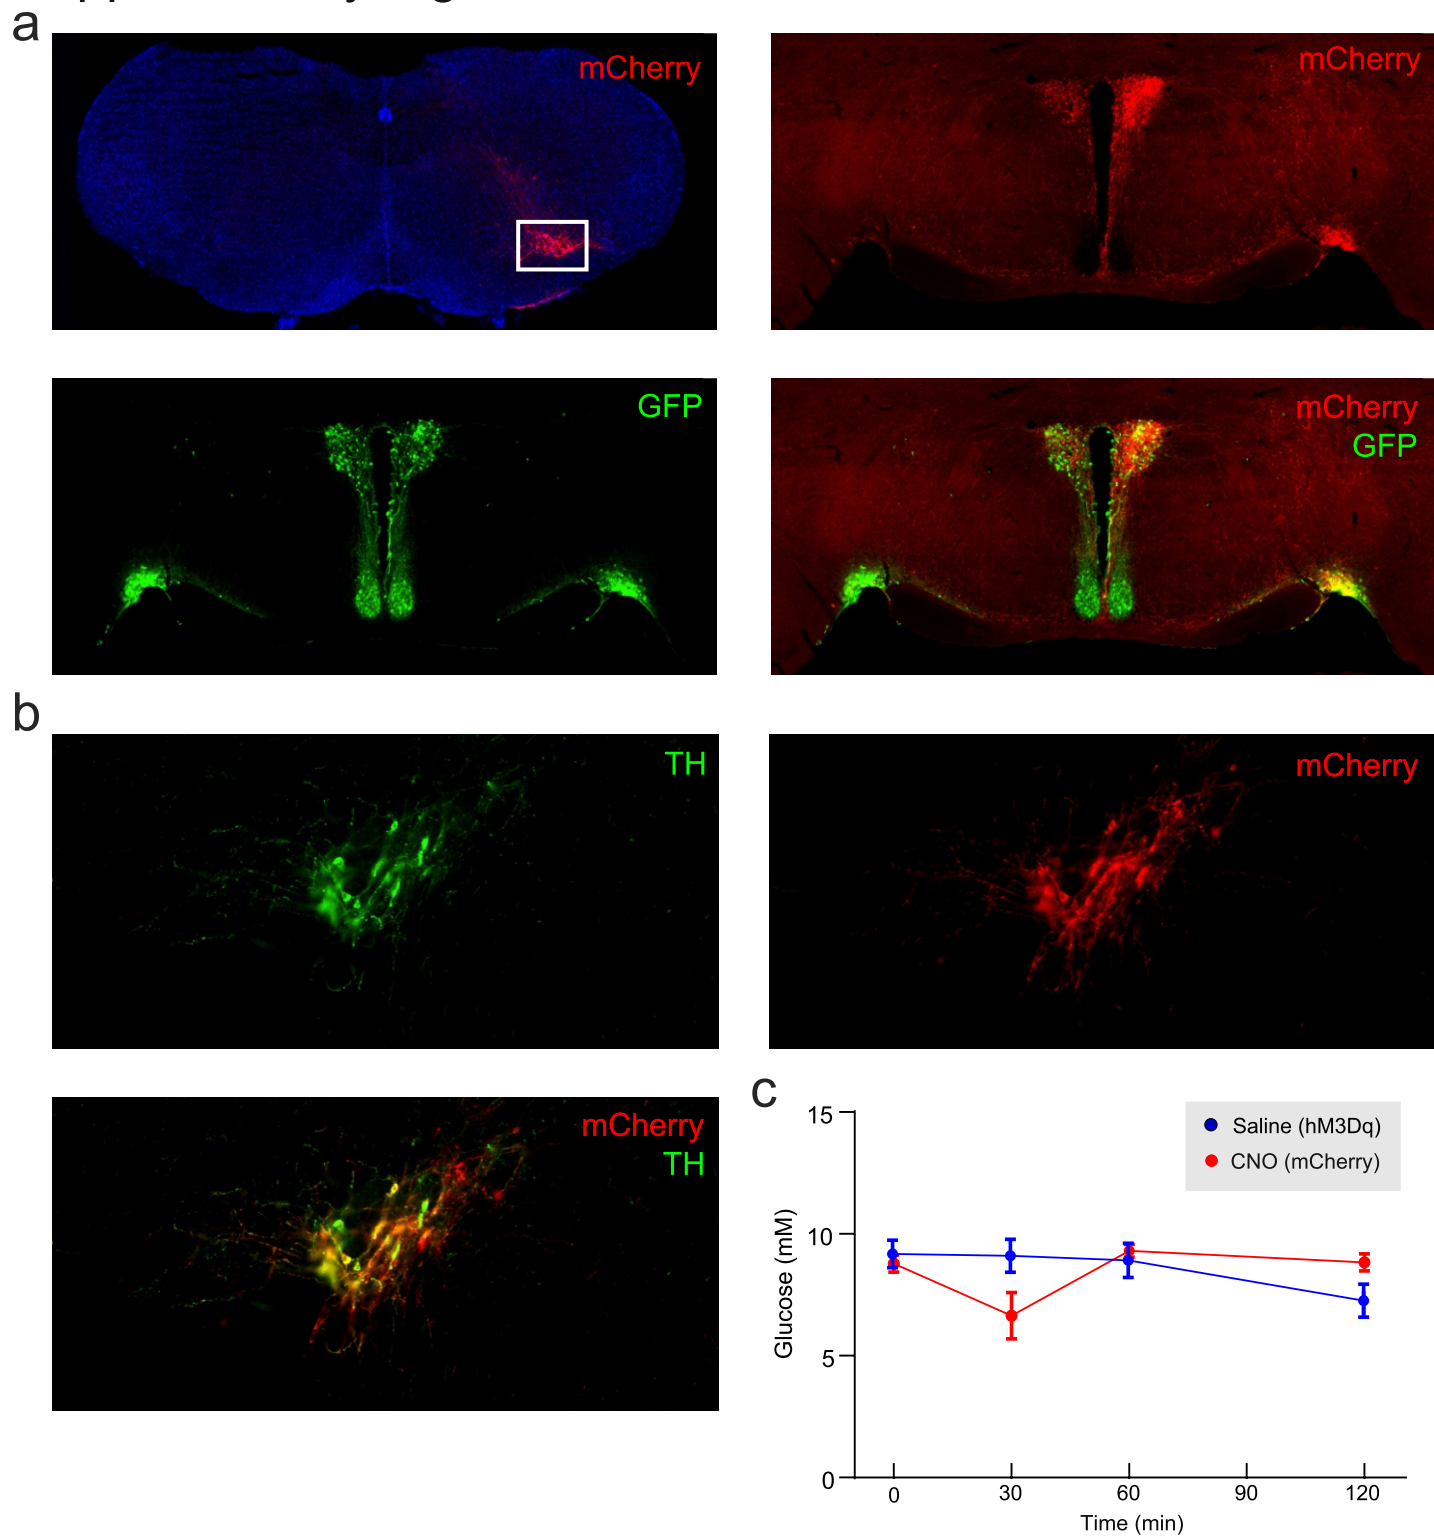 a
mCherry
mCherry
GFP
mCherry
GFP
b
TH
mCherry
mCherry
TH
c
Saline (hM3Dq)
CNO (mCherry)
15
10
5
0
Glucose (mM)
0 30 60 90 120
Time (min)